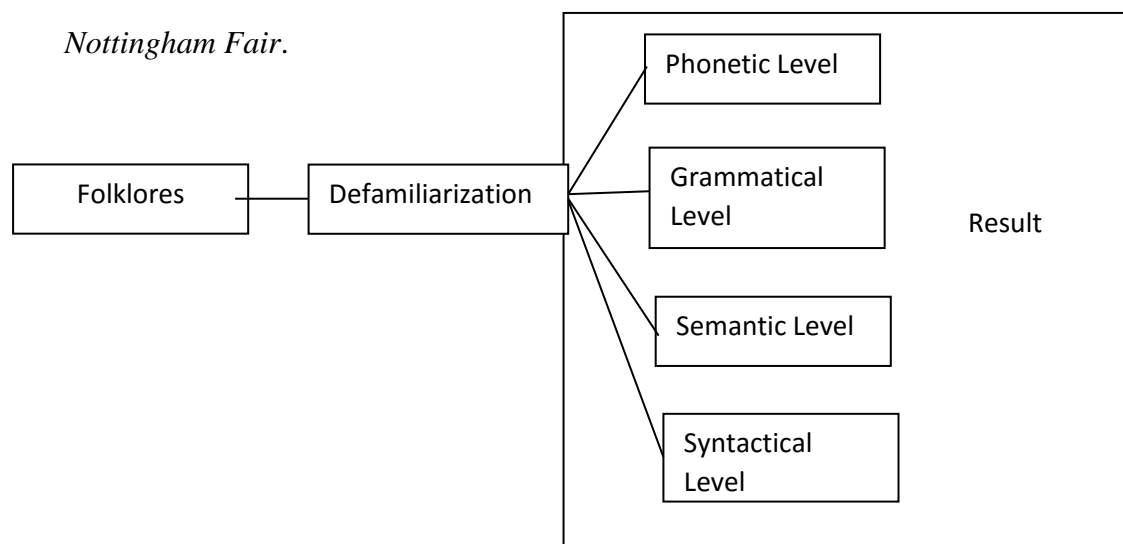 Nottingham Fair.
Phonetic Level
Folklores
Defamiliarization
Grammatical
Level
Result
Semantic Level
Syntactical
Level